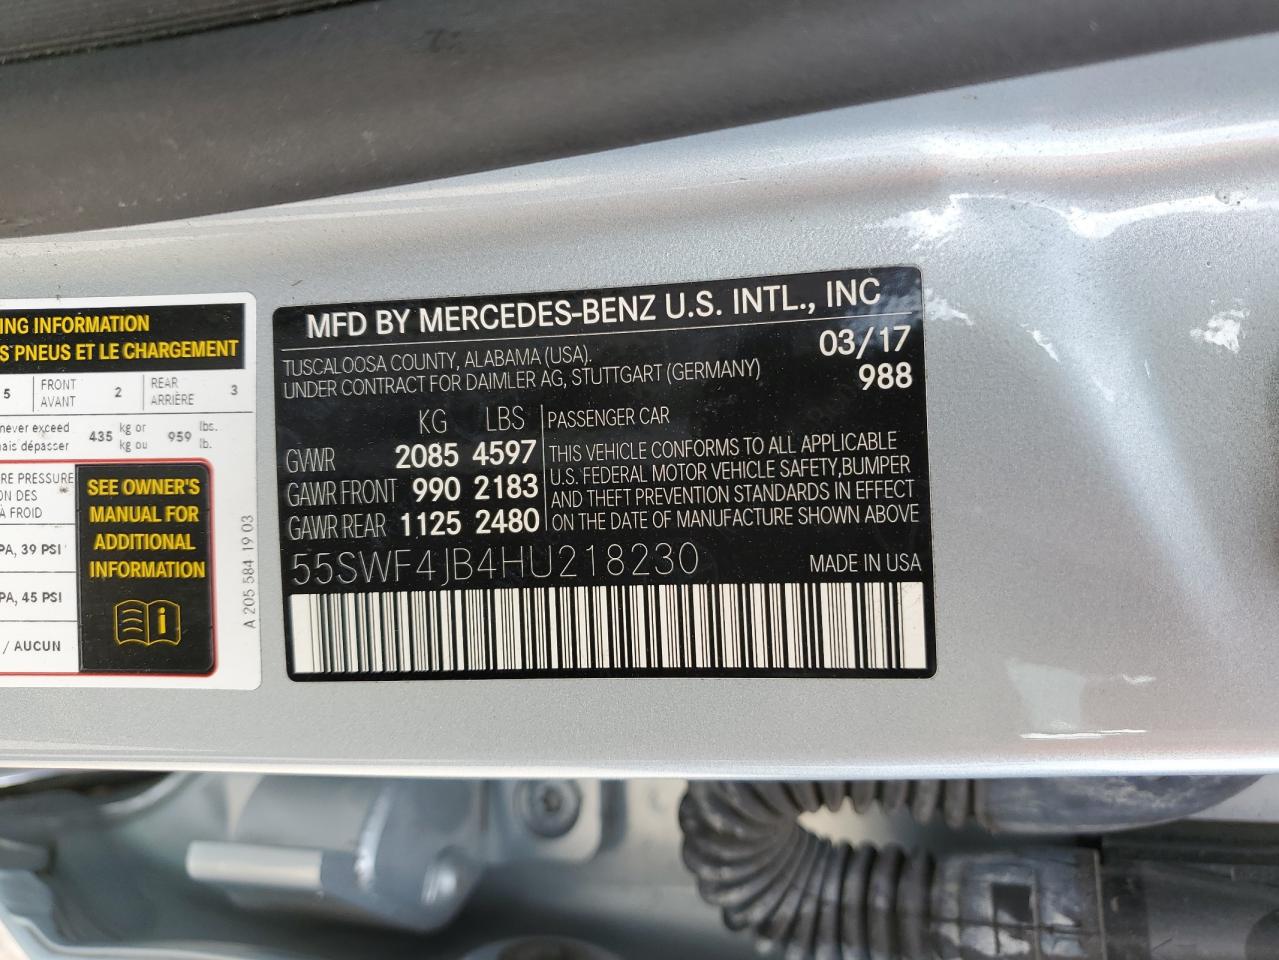 ING INFORMATION
S PNEUS ET LE CHARGEMENT
5 FRONT AVANT 2 REAR ARRIÈRE 3
never exceed
mais dépasser 435 kg or kg ou 959 lbs. lb.
RE PRESSURE
ON DES
À FROID
PA, 39 PSI
PA, 45 PSI
/ AUCUN
SEE OWNER'S
MANUAL FOR
ADDITIONAL
INFORMATION
i
A 205 584 19 03
MFD BY MERCEDES-BENZ U.S. INTL., INC
TUSCALOOSA COUNTY, ALABAMA (USA). 03/17
UNDER CONTRACT FOR DAIMLER AG, STUTTGART (GERMANY) 988
KG LBS
GVWR 2085 4597
GAWR FRONT 990 2183
GAWR REAR 1125 2480
PASSENGER CAR
THIS VEHICLE CONFORMS TO ALL APPLICABLE
U.S. FEDERAL MOTOR VEHICLE SAFETY,BUMPER
AND THEFT PREVENTION STANDARDS IN EFFECT
ON THE DATE OF MANUFACTURE SHOWN ABOVE
55SWF4JB4HU218230 MADE IN USA